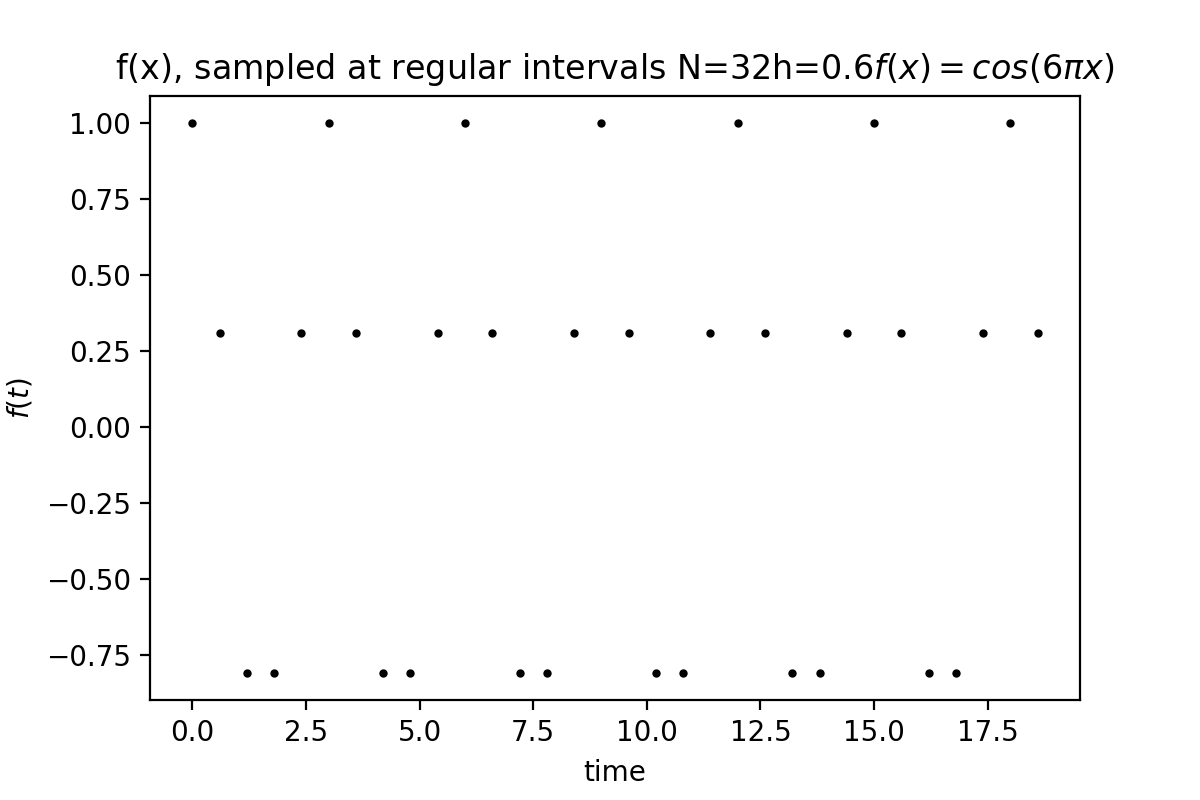 f(x), sampled at regular intervals N=32h=0.6f(x) = cos(6πx)
1.00
0.75
0.50
0.25
0.00
−0.25
−0.50
−0.75
f(t)
0.0 2.5 5.0 7.5 10.0 12.5 15.0 17.5
time